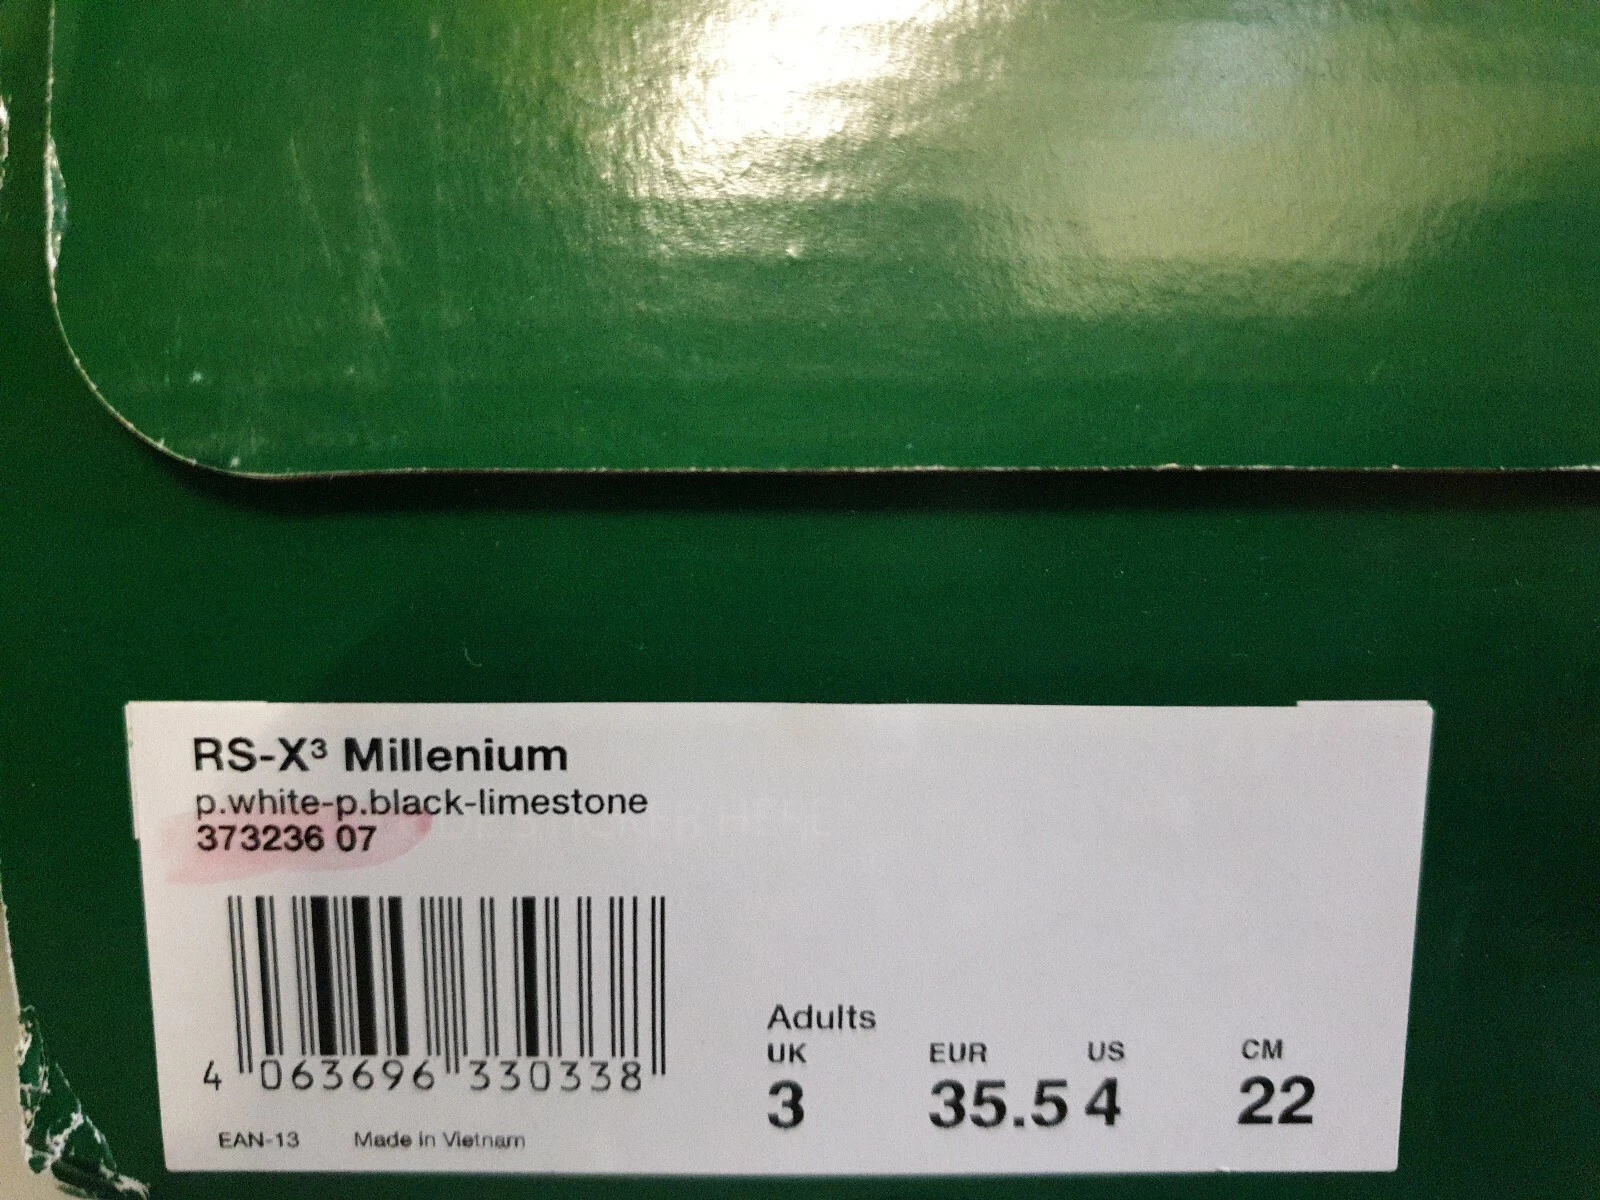 RS-X³ Millenium
p.white-p.black-limestone
373236 07
4 063696 330338
EAN-13 Made in Vietnam
Adults
UK EUR US CM
3 35.5 4 22